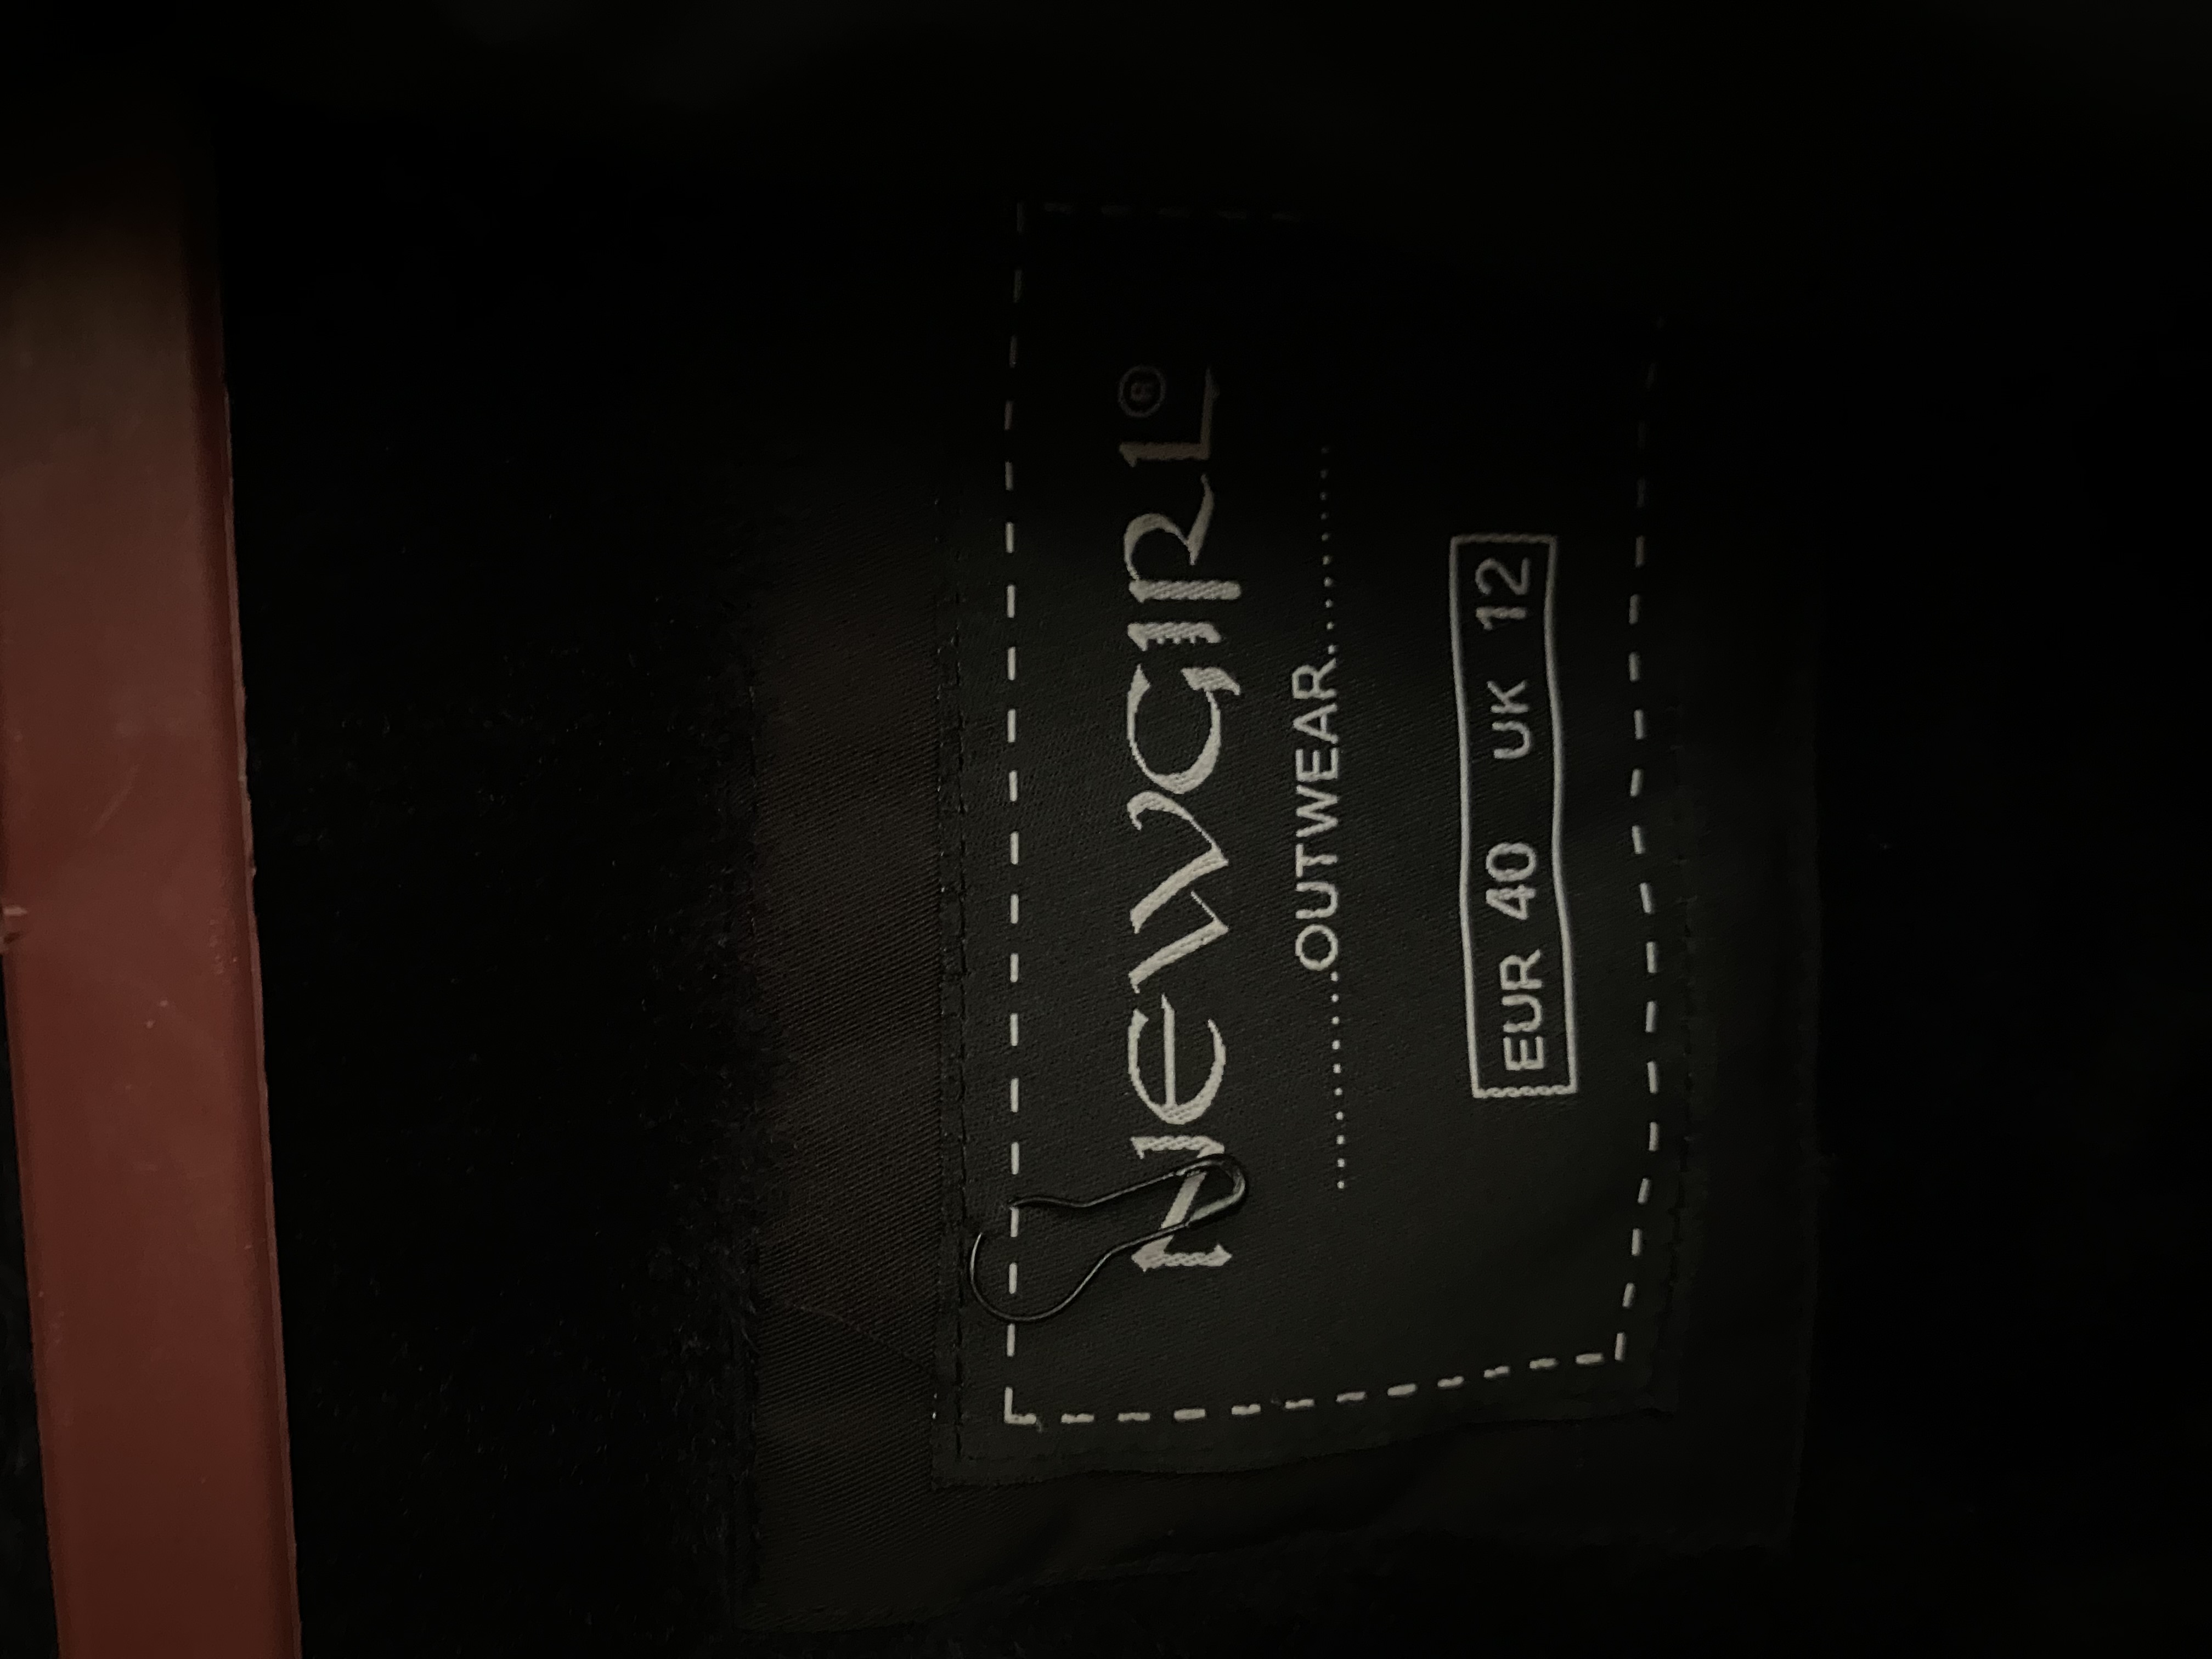 NEWGIRL®
..........OUTWEAR..........
EUR 40 UK 12